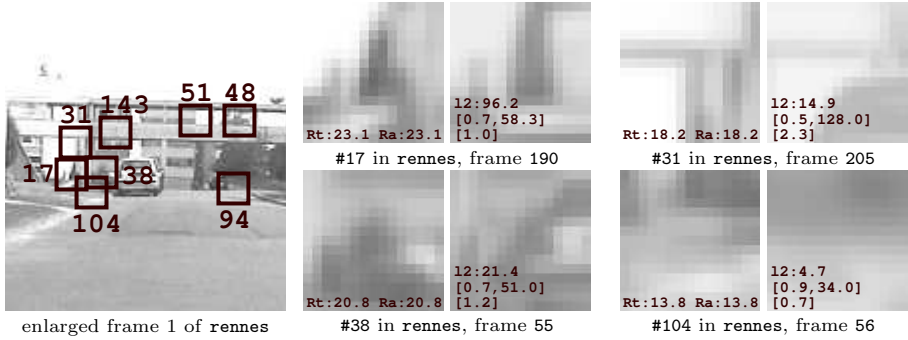 51 48
143
31
17
38
104
94
enlarged frame 1 of rennes
Rt:23.1 Ra:23.1
l2:96.2
[0.7,58.3]
[1.0]
#17 in rennes, frame 190
Rt:18.2 Ra:18.2
l2:14.9
[0.5,128.0]
[2.3]
#31 in rennes, frame 205
Rt:20.8 Ra:20.8
l2:21.4
[0.7,51.0]
[1.2]
#38 in rennes, frame 55
Rt:13.8 Ra:13.8
l2:4.7
[0.9,34.0]
[0.7]
#104 in rennes, frame 56